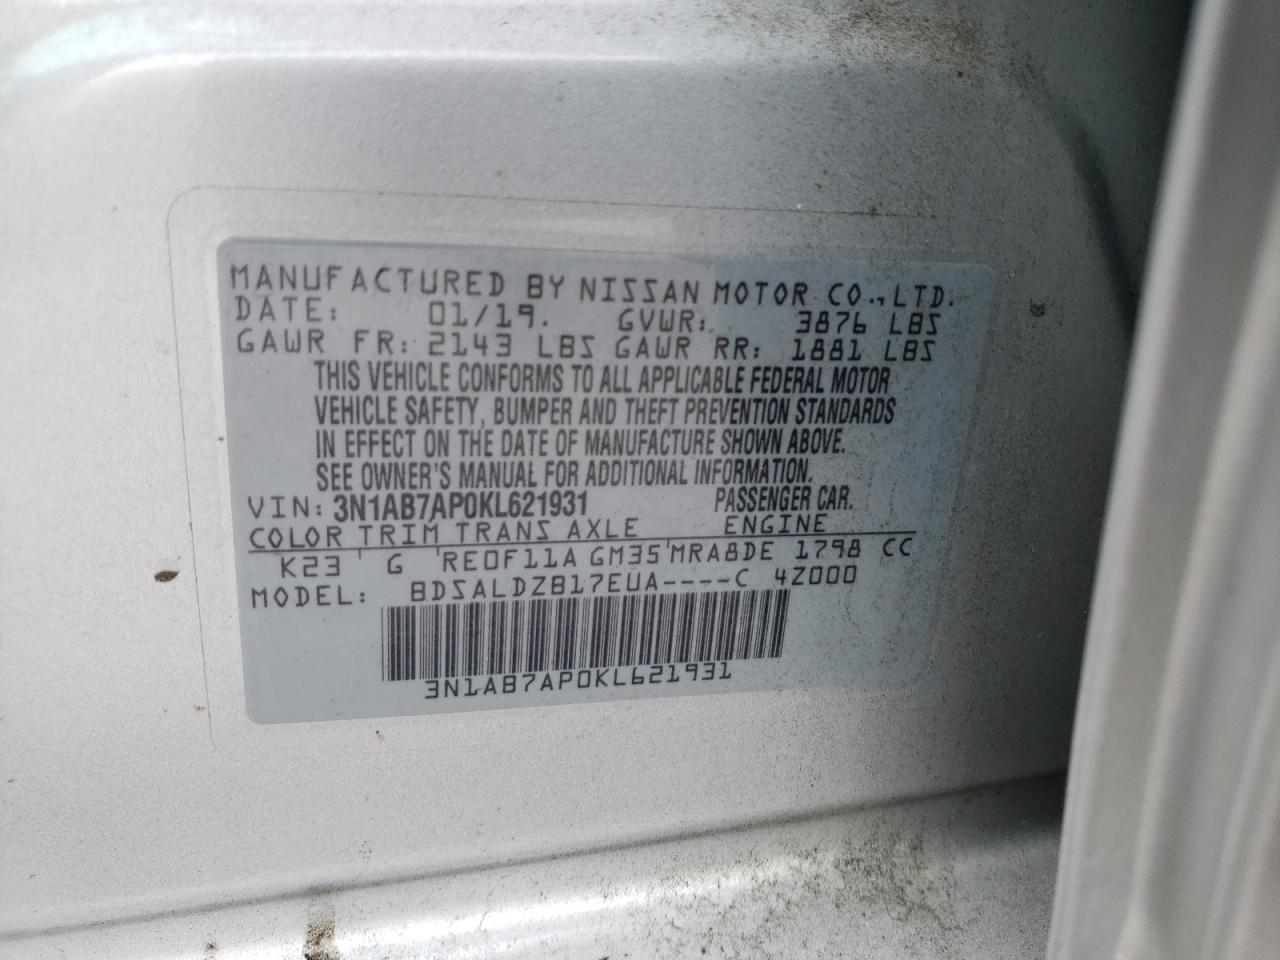 MANUFACTURED BY NISSAN MOTOR CO., LTD.
DATE: 01/19. GVWR: 3876 LBS
GAWR FR: 2143 LBS GAWR RR: 1881 LBS
THIS VEHICLE CONFORMS TO ALL APPLICABLE FEDERAL MOTOR
VEHICLE SAFETY, BUMPER AND THEFT PREVENTION STANDARDS
IN EFFECT ON THE DATE OF MANUFACTURE SHOWN ABOVE.
SEE OWNER'S MANUAL FOR ADDITIONAL INFORMATION.
VIN: 3N1AB7AP0KL621931 PASSENGER CAR.
COLOR TRIM TRANS AXLE ENGINE
K23 G RE0F11A GM35 MRA8DE 1798 CC
MODEL: BDSALDZB17EUA----C 4Z000
3N1AB7AP0KL621931